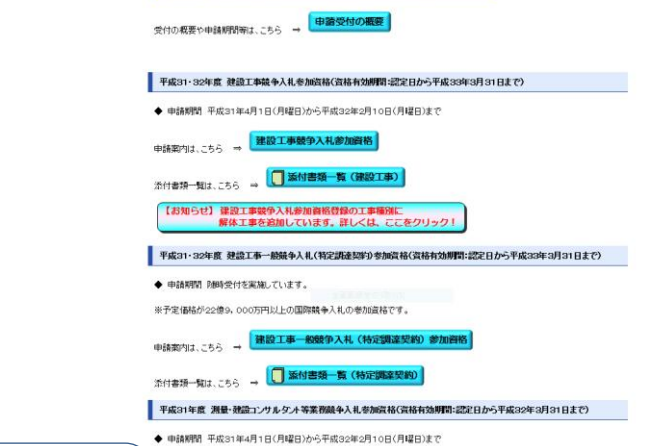 受付の概要や申請期間等は、こちら ⇒ 申請受付の概要
平成31・32年度 建設工事競争入札参加資格(資格有効期間:認定日から平成33年3月31日まで)
◆ 申請期間 平成31年4月1日(月曜日)から平成32年2月10日(月曜日)まで
申請案内は、こちら ⇒ 建設工事競争入札参加資格
添付書類一覧は、こちら ⇒ 添付書類一覧(建設工事)
【お知らせ】建設工事競争入札参加資格登録の工事種別に
解体工事を追加しています。詳しくは、ここをクリック!
平成31・32年度 建設工事一般競争入札(特定調達契約)参加資格(資格有効期間:認定日から平成33年3月31日まで)
◆ 申請期間 随時受付を実施しています。
※予定価格が22億9,000万円以上の国際競争入札の参加資格です。
申請案内は、こちら ⇒ 建設工事一般競争入札(特定調達契約)参加資格
添付書類一覧は、こちら ⇒ 添付書類一覧(特定調達契約)
平成31年度 測量・建設コンサルタント等業務競争入札参加資格(資格有効期間:認定日から平成32年3月31日まで)
◆ 申請期間 平成31年4月1日(月曜日)から平成32年2月10日(月曜日)まで